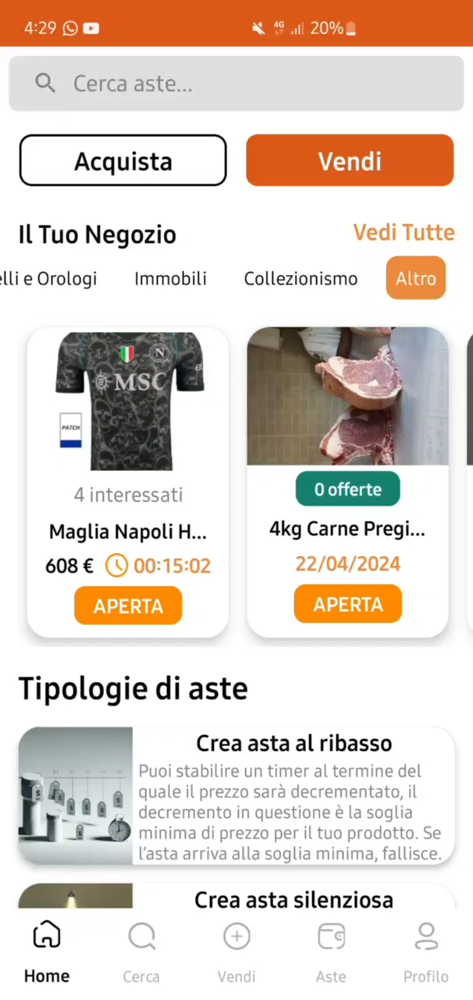 4:29
4G
20%
Cerca aste...
Acquista
Vendi
Il Tuo Negozio
Vedi Tutte
elli e Orologi
Immobili
Collezionismo
Altro
N
MSC
PATCH
4 interessati
Maglia Napoli H...
608 €
00:15:02
APERTA
0 offerte
4kg Carne Pregi...
22/04/2024
APERTA
Tipologie di aste
Crea asta al ribasso
Puoi stabilire un timer al termine del
quale il prezzo sarà decrementato, il
decremento in questione è la soglia
minima di prezzo per il tuo prodotto. Se
l'asta arriva alla soglia minima, fallisce.
Crea asta silenziosa
Home
Cerca
Vendi
Aste
Profilo